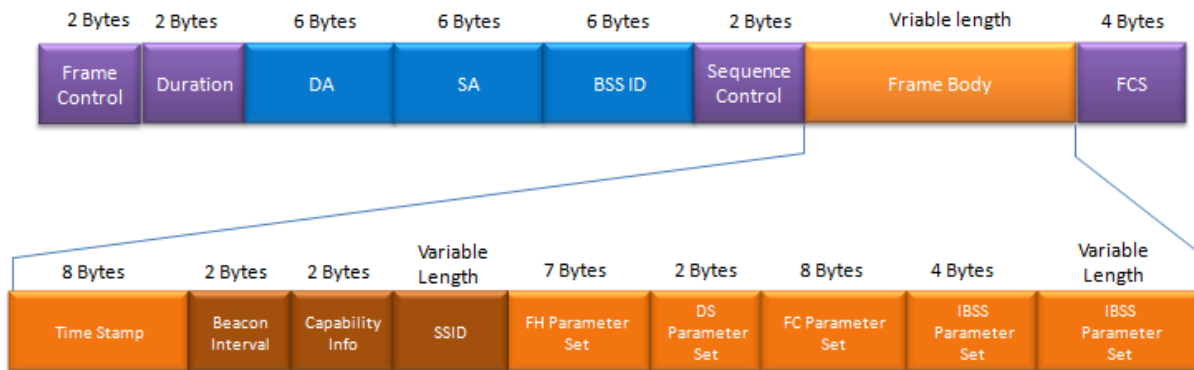 2 Bytes 2 Bytes 6 Bytes 6 Bytes 6 Bytes 2 Bytes Vriable length 4 Bytes
Frame
Control
Duration
DA
SA
BSS ID
Sequence
Control
Frame Body
FCS
8 Bytes
2 Bytes
2 Bytes
Variable
Length
7 Bytes
2 Bytes
8 Bytes
4 Bytes
Variable
Length
Time Stamp
Beacon
Interval
Capability
Info
SSID
FH Parameter
Set
DS
Parameter
Set
FC Parameter
Set
IBSS
Parameter
Set
IBSS
Parameter
Set